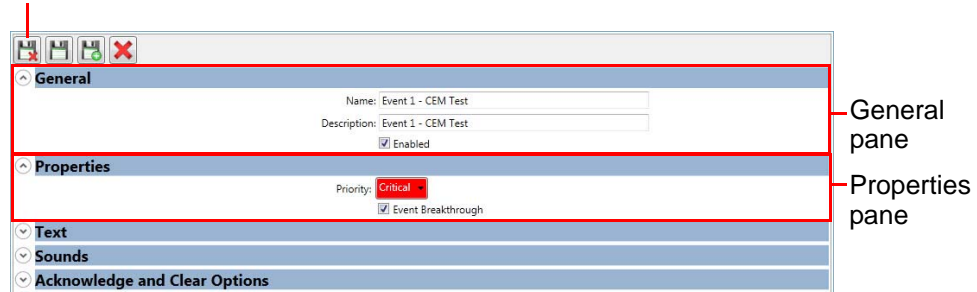 General
Name: Event 1 - CEM Test
Description: Event 1 - CEM Test
Enabled
General
pane
Properties
Priority: Critical
Event Breakthrough
Properties
pane
Text
Sounds
Acknowledge and Clear Options